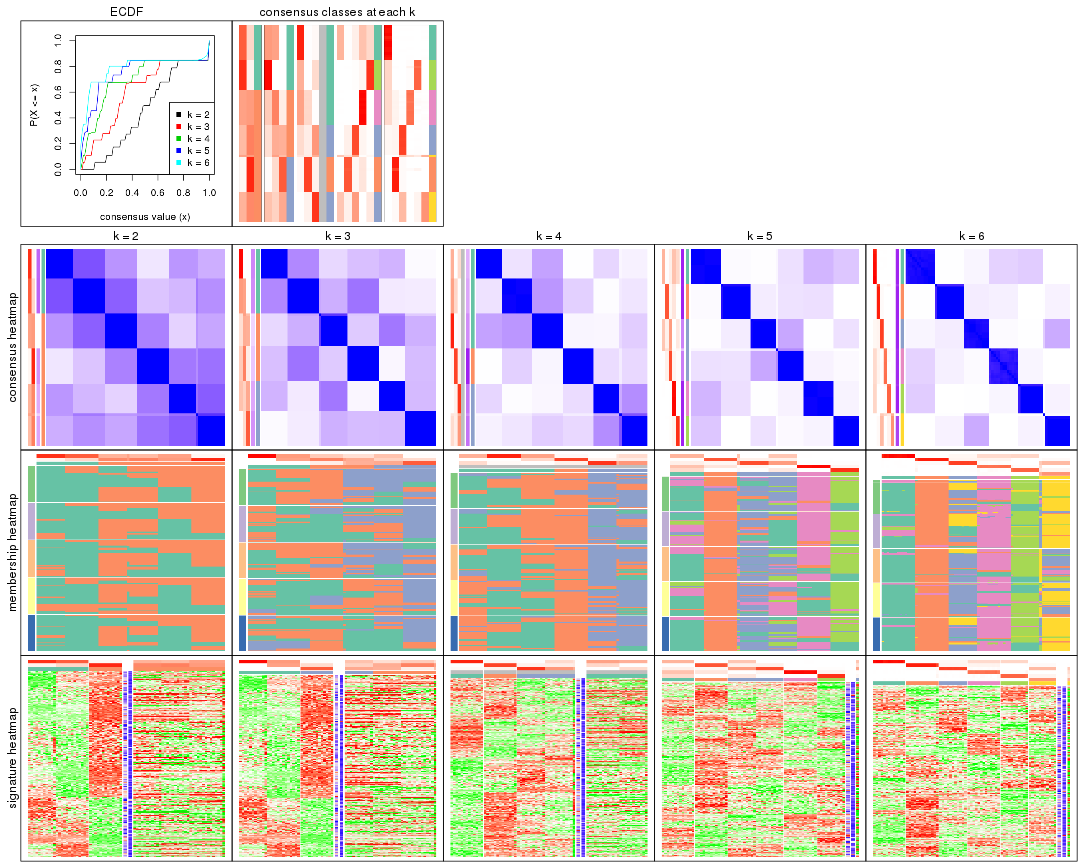 ECDF
consensus classes at each k
P(X <= x)
0.0 0.2 0.4 0.6 0.8 1.0
k = 2
k = 3
k = 4
k = 5
k = 6
0.0 0.2 0.4 0.6 0.8 1.0
consensus value (x)
k = 2 k = 3 k = 4 k = 5 k = 6
consensus heatmap
membership heatmap
signature heatmap